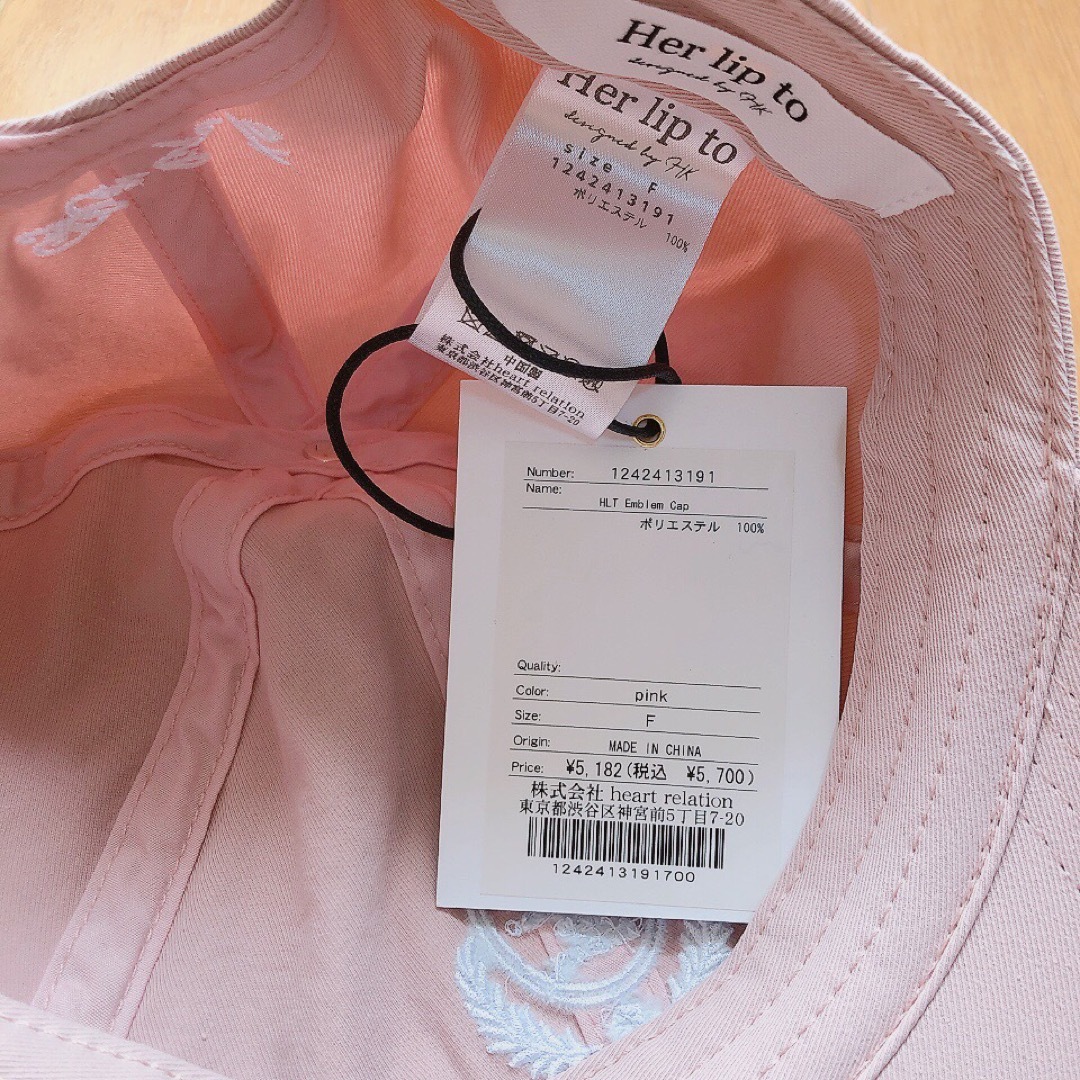 Her lip to
designed by HK
Her lip to
designed by HK
size F
1242413191
ポリエステル 100%
中国製
株式会社heart relation
東京都渋谷区神宮前5丁目7-20
Number: 1242413191
Name:
HLT Emblem Cap
ポリエステル 100%
Quality:
Color: pink
Size: F
Origin: MADE IN CHINA
Price: ¥5,182(税込 ¥5,700)
株式会社 heart relation
東京都渋谷区神宮前5丁目7-20
1242413191700